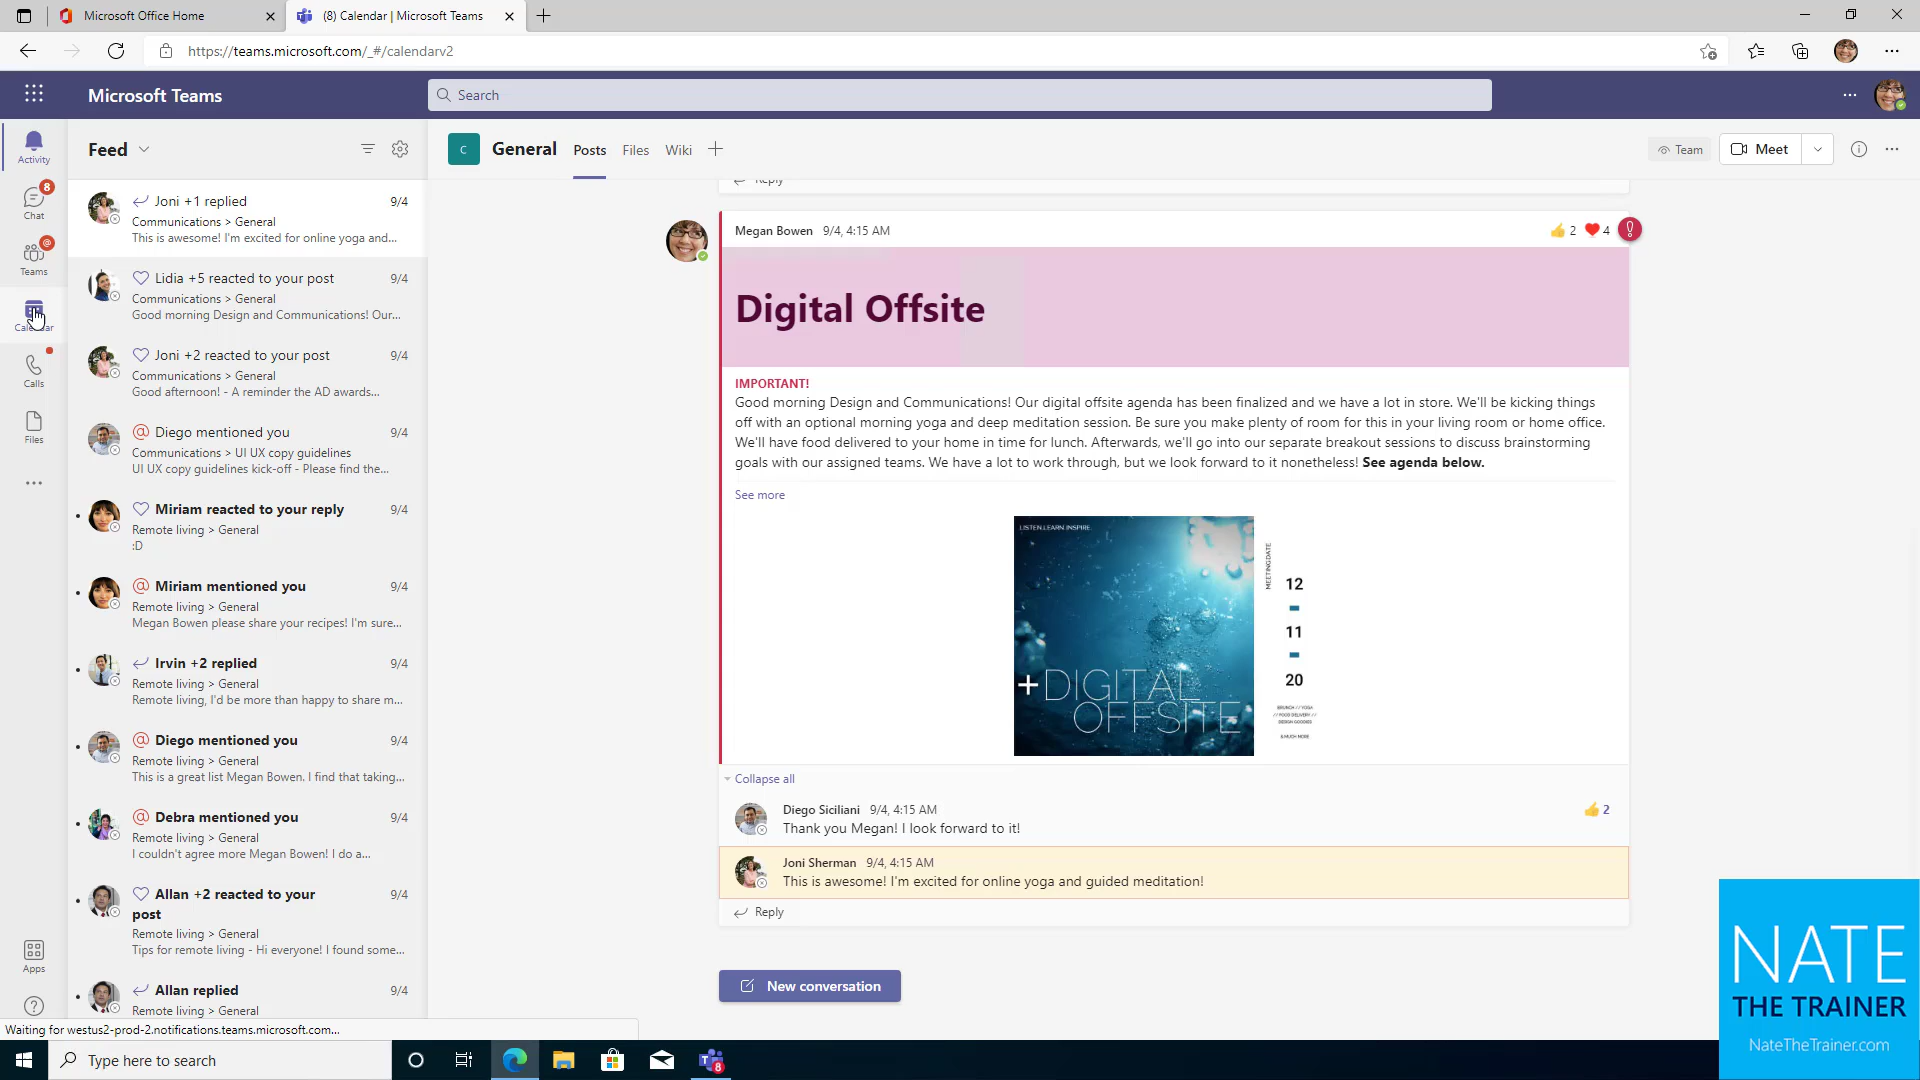 Microsoft Office Home
(8) Calendar | Microsoft Teams
https://teams.microsoft.com/_#/calendarv2
Microsoft Teams
Search
Activity
8
Chat
@
Teams
Calendar
Calls
Files
Apps
Feed
Joni +1 replied
9/4
Communications > General
This is awesome! I'm excited for online yoga and...
Lidia +5 reacted to your post
9/4
Communications > General
Good morning Design and Communications! Our...
Joni +2 reacted to your post
9/4
Communications > General
Good afternoon! - A reminder the AD awards...
@ Diego mentioned you
9/4
Communications > UI UX copy guidelines
UI UX copy guidelines kick-off - Please find the...
Miriam reacted to your reply
9/4
Remote living > General
:D
@ Miriam mentioned you
9/4
Remote living > General
Megan Bowen please share your recipes! I'm sure...
Irvin +2 replied
9/4
Remote living > General
Remote living, I'd be more than happy to share m...
@ Diego mentioned you
9/4
Remote living > General
This is a great list Megan Bowen. I find that taking...
@ Debra mentioned you
9/4
Remote living > General
I couldn't agree more Megan Bowen! I do a...
Allan +2 reacted to your
post
9/4
Remote living > General
Tips for remote living - Hi everyone! I found some...
Allan replied
9/4
Remote living > General
C
General
Posts
Files
Wiki
Team
Meet
Reply
Megan Bowen 9/4, 4:15 AM
2
4
Digital Offsite
IMPORTANT!
Good morning Design and Communications! Our digital offsite agenda has been finalized and we have a lot in store. We'll be kicking things
off with an optional morning yoga and deep meditation session. Be sure you make plenty of room for this in your living room or home office.
We'll have food delivered to your home in time for lunch. Afterwards, we'll go into our separate breakout sessions to discuss brainstorming
goals with our assigned teams. We have a lot to work through, but we look forward to it nonetheless! See agenda below.
See more
LISTEN.LEARN INSPIRE.
+DIGITAL
OFFSITE
MEETINGDATE
12
11
20
BRUNCH // YOGA
// FOOD DELIVERY //
DESIGN GOODIES
& MUCH MORE
Collapse all
Diego Siciliani 9/4, 4:15 AM
2
Thank you Megan! I look forward to it!
Joni Sherman 9/4, 4:15 AM
This is awesome! I'm excited for online yoga and guided meditation!
Reply
New conversation
Waiting for westus2-prod-2.notifications.teams.microsoft.com...
NATE
THE TRAINER
NateTheTrainer.com
Type here to search
8